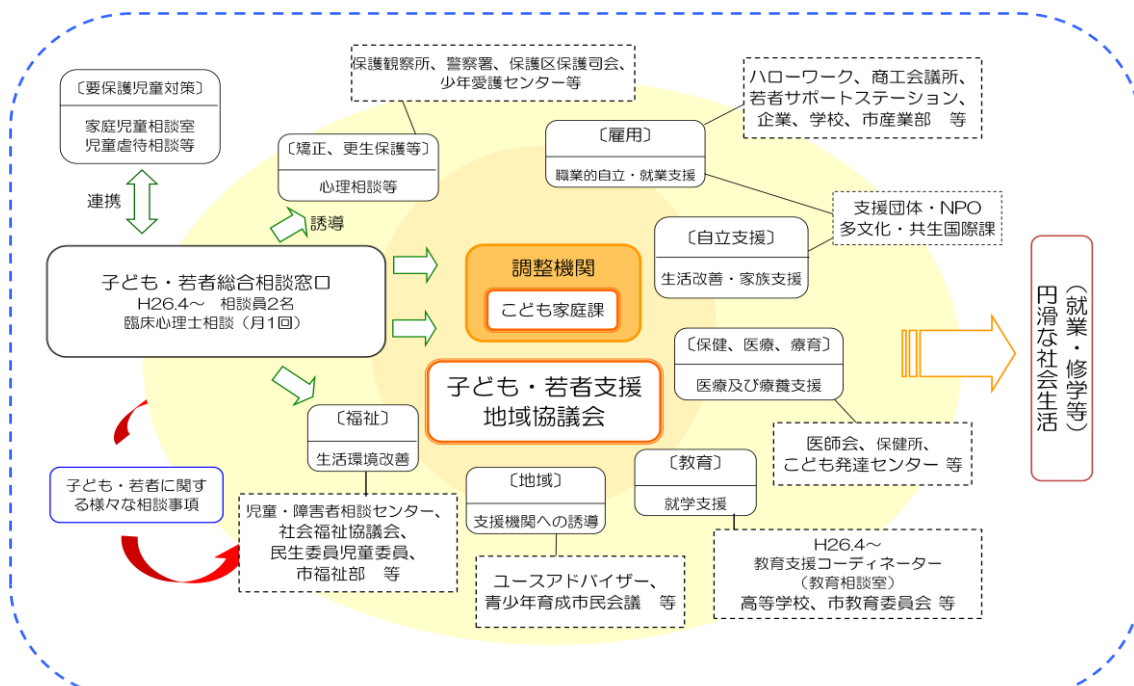 保護観察所、警察署、保護区保護司会、
少年愛護センター等
〔要保護児童対策〕
家庭児童相談室
児童虐待相談等
ハローワーク、商工会議所、
若者サポートステーション、
企業、学校、市産業部　等
〔矯正、更生保護等〕
心理相談等
〔雇用〕
職業的自立・就業支援
連携
誘導
支援団体・NPO
多文化・共生国際課
〔自立支援〕
生活改善・家族支援
子ども・若者総合相談窓口
H26.4～　相談員2名
臨床心理士相談（月1回）
調整機関
こども家庭課
（就業・修学等）
円滑な社会生活
〔保健、医療、療育〕
医療及び療養支援
子ども・若者支援
地域協議会
〔福祉〕
生活環境改善
医師会、保健所、
こども発達センター 等
〔教育〕
就学支援
〔地域〕
支援機関への誘導
子ども・若者に関す
る様々な相談事項
児童・障害者相談センター、
社会福祉協議会、
民生委員児童委員、
市福祉部　等
ユースアドバイザー、
青少年育成市民会議　等
H26.4～
教育支援コーディネーター
（教育相談室）
高等学校、市教育委員会 等